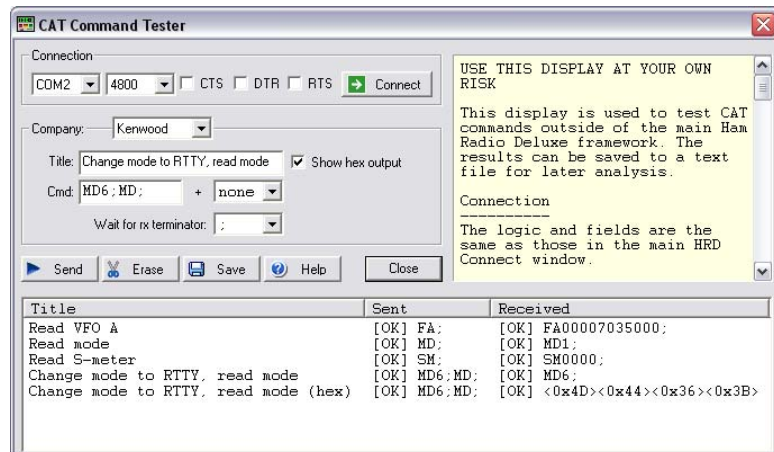 CAT Command Tester
Connection
COM2 4800 CTS DTR RTS Connect
Company: Kenwood
Title: Change mode to RTTY, read mode Show hex output
Cmd: MD6;MD; + none
Wait for rx terminator: ;
Send Erase Save Help Close
USE THIS DISPLAY AT YOUR OWN
RISK
This display is used to test CAT
commands outside of the main Ham
Radio Deluxe framework. The
results can be saved to a text
file for later analysis.
Connection
----------
The logic and fields are the
same as those in the main HRD
Connect window.
Title Sent Received
Read VFO A [OK] FA; [OK] FA00007035000;
Read mode [OK] MD; [OK] MD1;
Read S-meter [OK] SM; [OK] SM0000;
Change mode to RTTY, read mode [OK] MD6;MD; [OK] MD6;
Change mode to RTTY, read mode (hex) [OK] MD6;MD; [OK] <0x4D><0x44><0x36><0x3B>